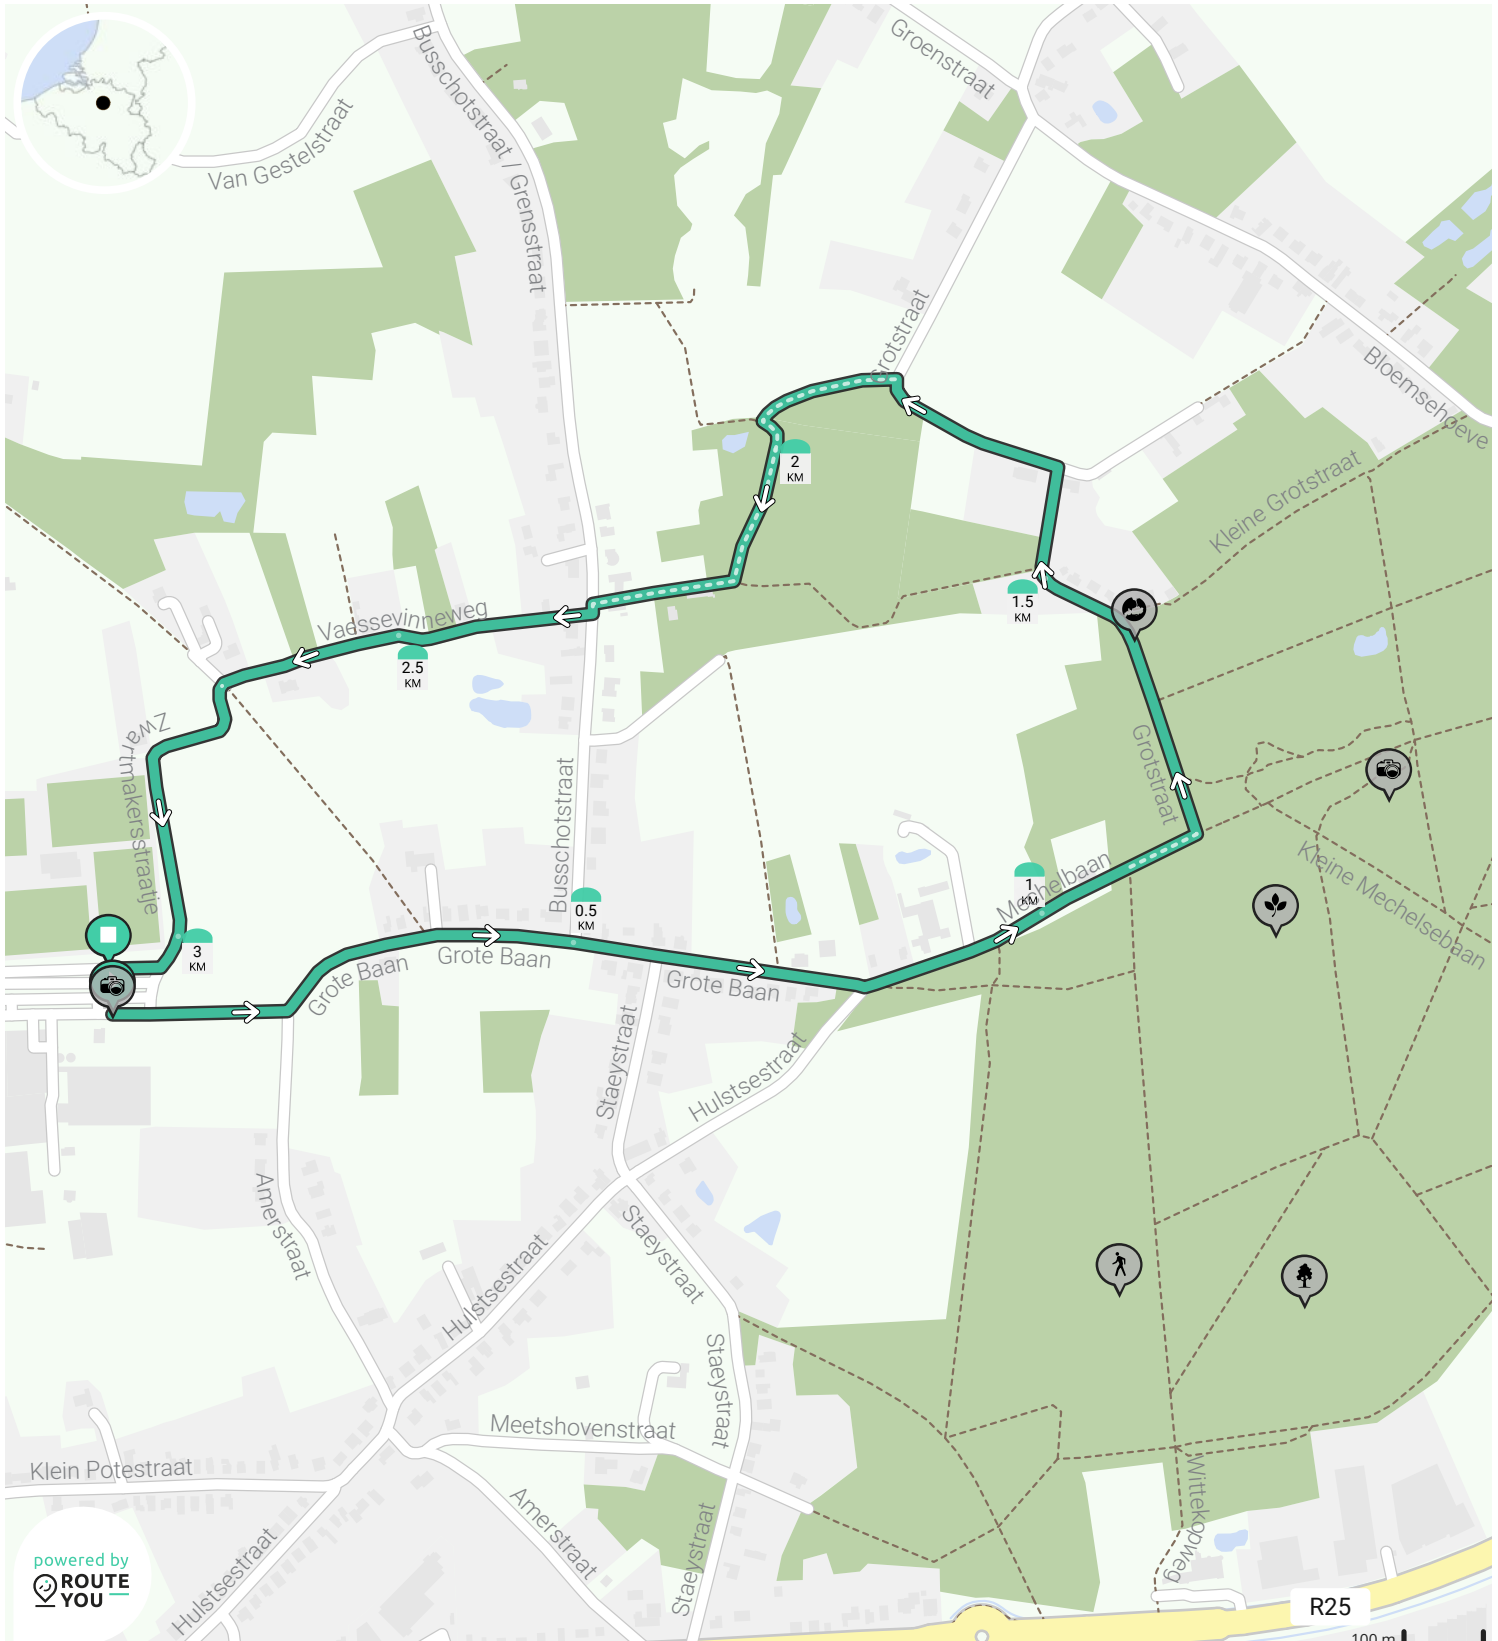 Groenstraat
Busschotstraat / Grensstraat
Van Gestelstraat
Grotstraat
Bloemsehoeve
2
KM
Kleine Grotstraat
1.5
KM
Vaessevinneweg
2.5
KM
Zwartmakersstraatje
Grotstraat
Busschotstraat
Kleine Mechelsebaan
1
KM
Mechelbaan
0.5
KM
3
KM
Grote Baan
Grote Baan
Grote Baan
Staeystraat
Hulstsestraat
Amerstraat
Staeystraat
Hulstsestraat
Staeystraat
Meetshovenstraat
Klein Potestraat
Wittekopweg
Amerstraat
Staeystraat
Hulstsestraat
powered by
ROUTE
YOU
R25
100 m